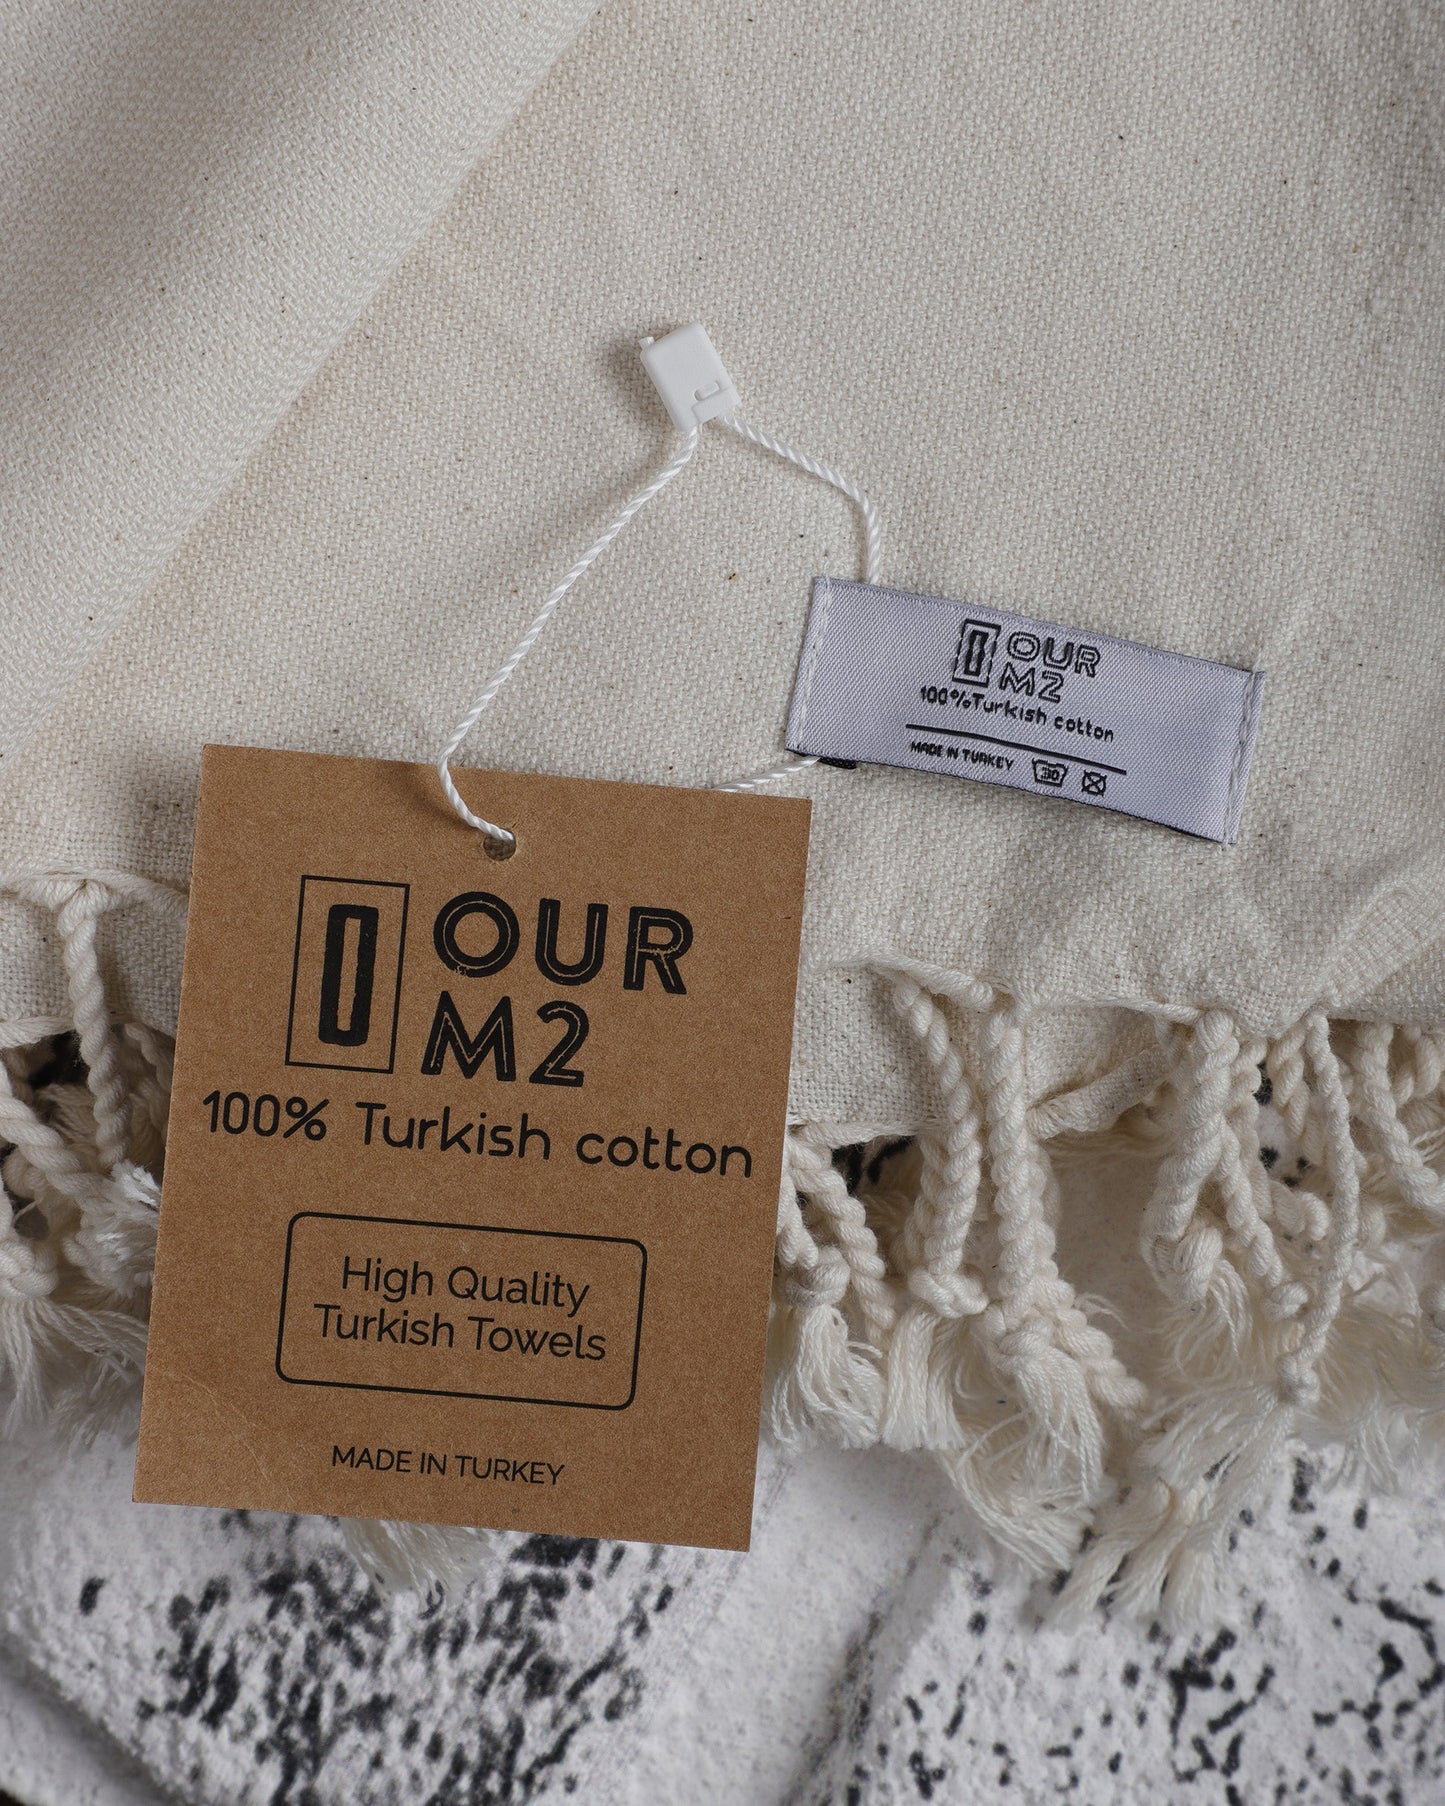 OUR
M2
100%Turkish cotton
MADE IN TURKEY 30
OUR
M2
100% Turkish cotton
High Quality
Turkish Towels
MADE IN TURKEY